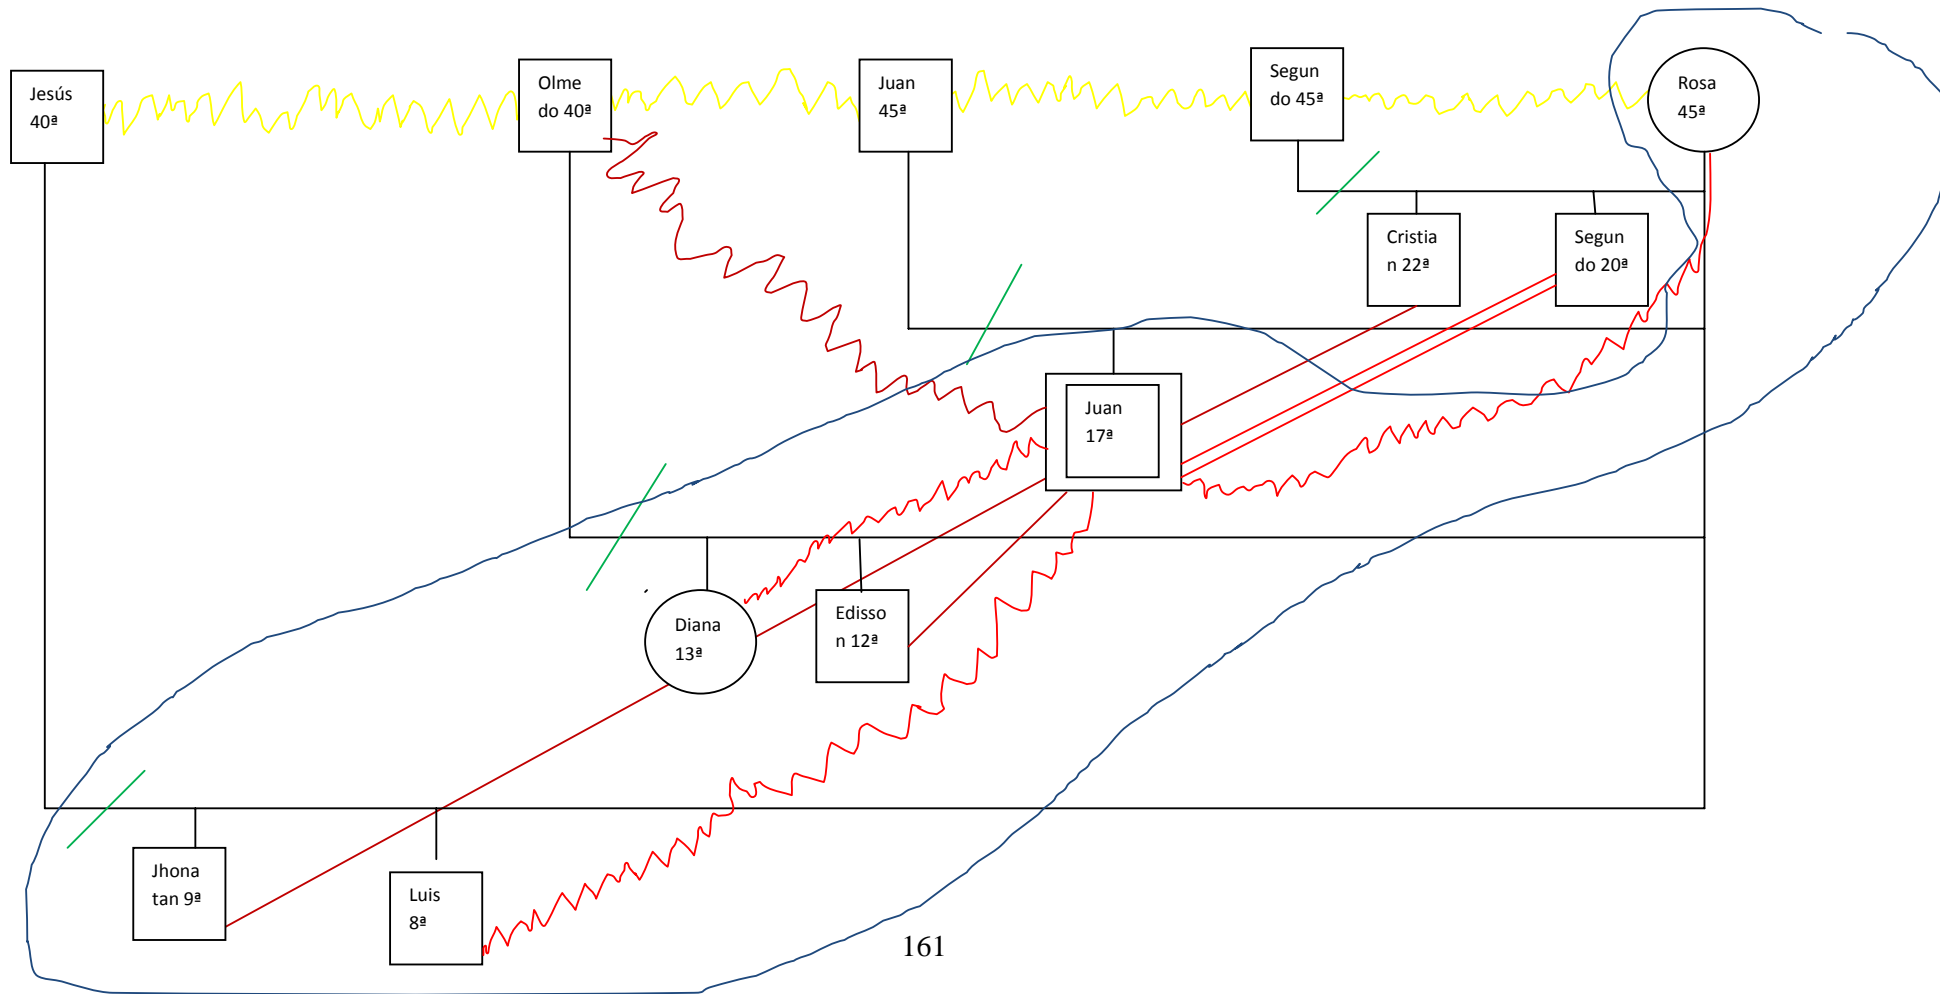 Jesús
40ª
Olme
do 40ª
Juan
45ª
Segun
do 45ª
Rosa
45ª
Cristia
n 22ª
Segun
do 20ª
Juan
17ª
Diana
13ª
Edisso
n 12ª
Jhona
tan 9ª
Luis
8ª
161